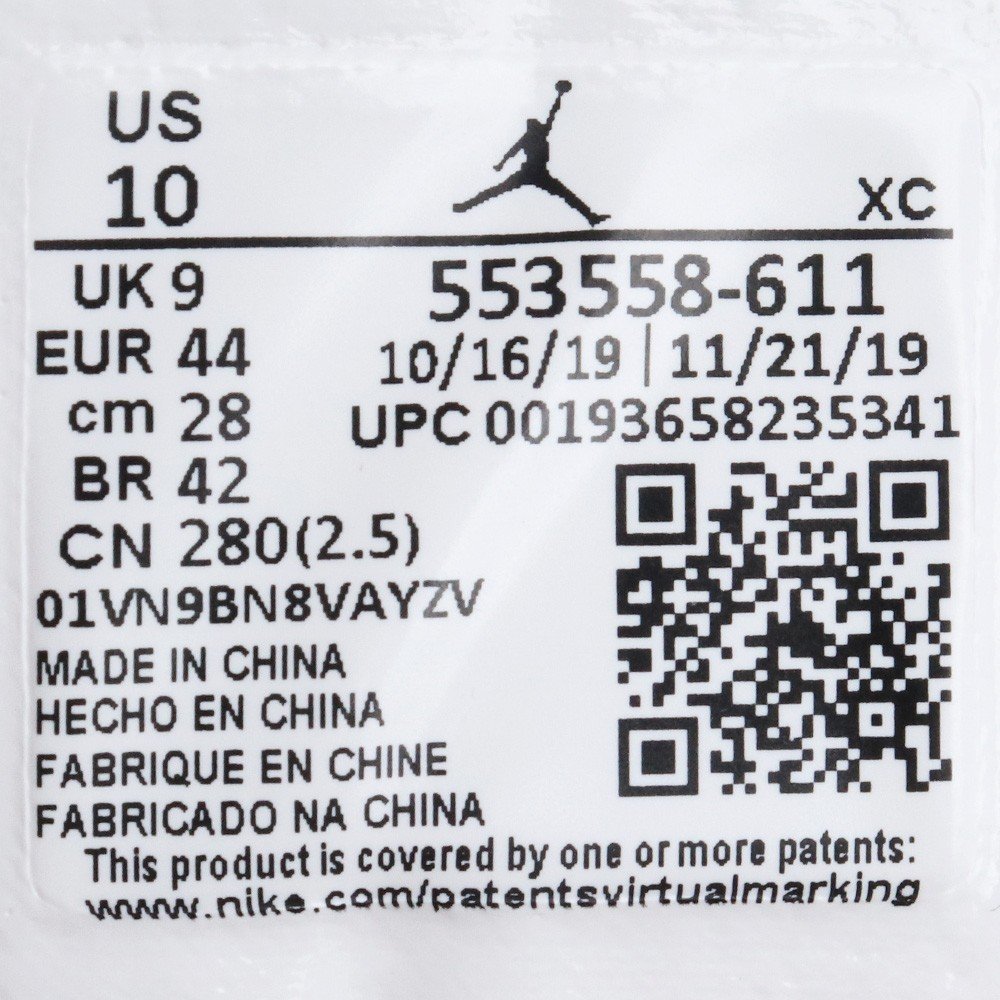 US
10
XC
UK 9
553558-611
EUR 44
10/16/19 | 11/21/19
cm 28
UPC 00193658235341
BR 42
CN 280(2.5)
01VN9BN8VAYZV
MADE IN CHINA
HECHO EN CHINA
FABRIQUE EN CHINE
FABRICADO NA CHINA
This product is covered by one or more patents:
www.nike.com/patentsvirtualmarking